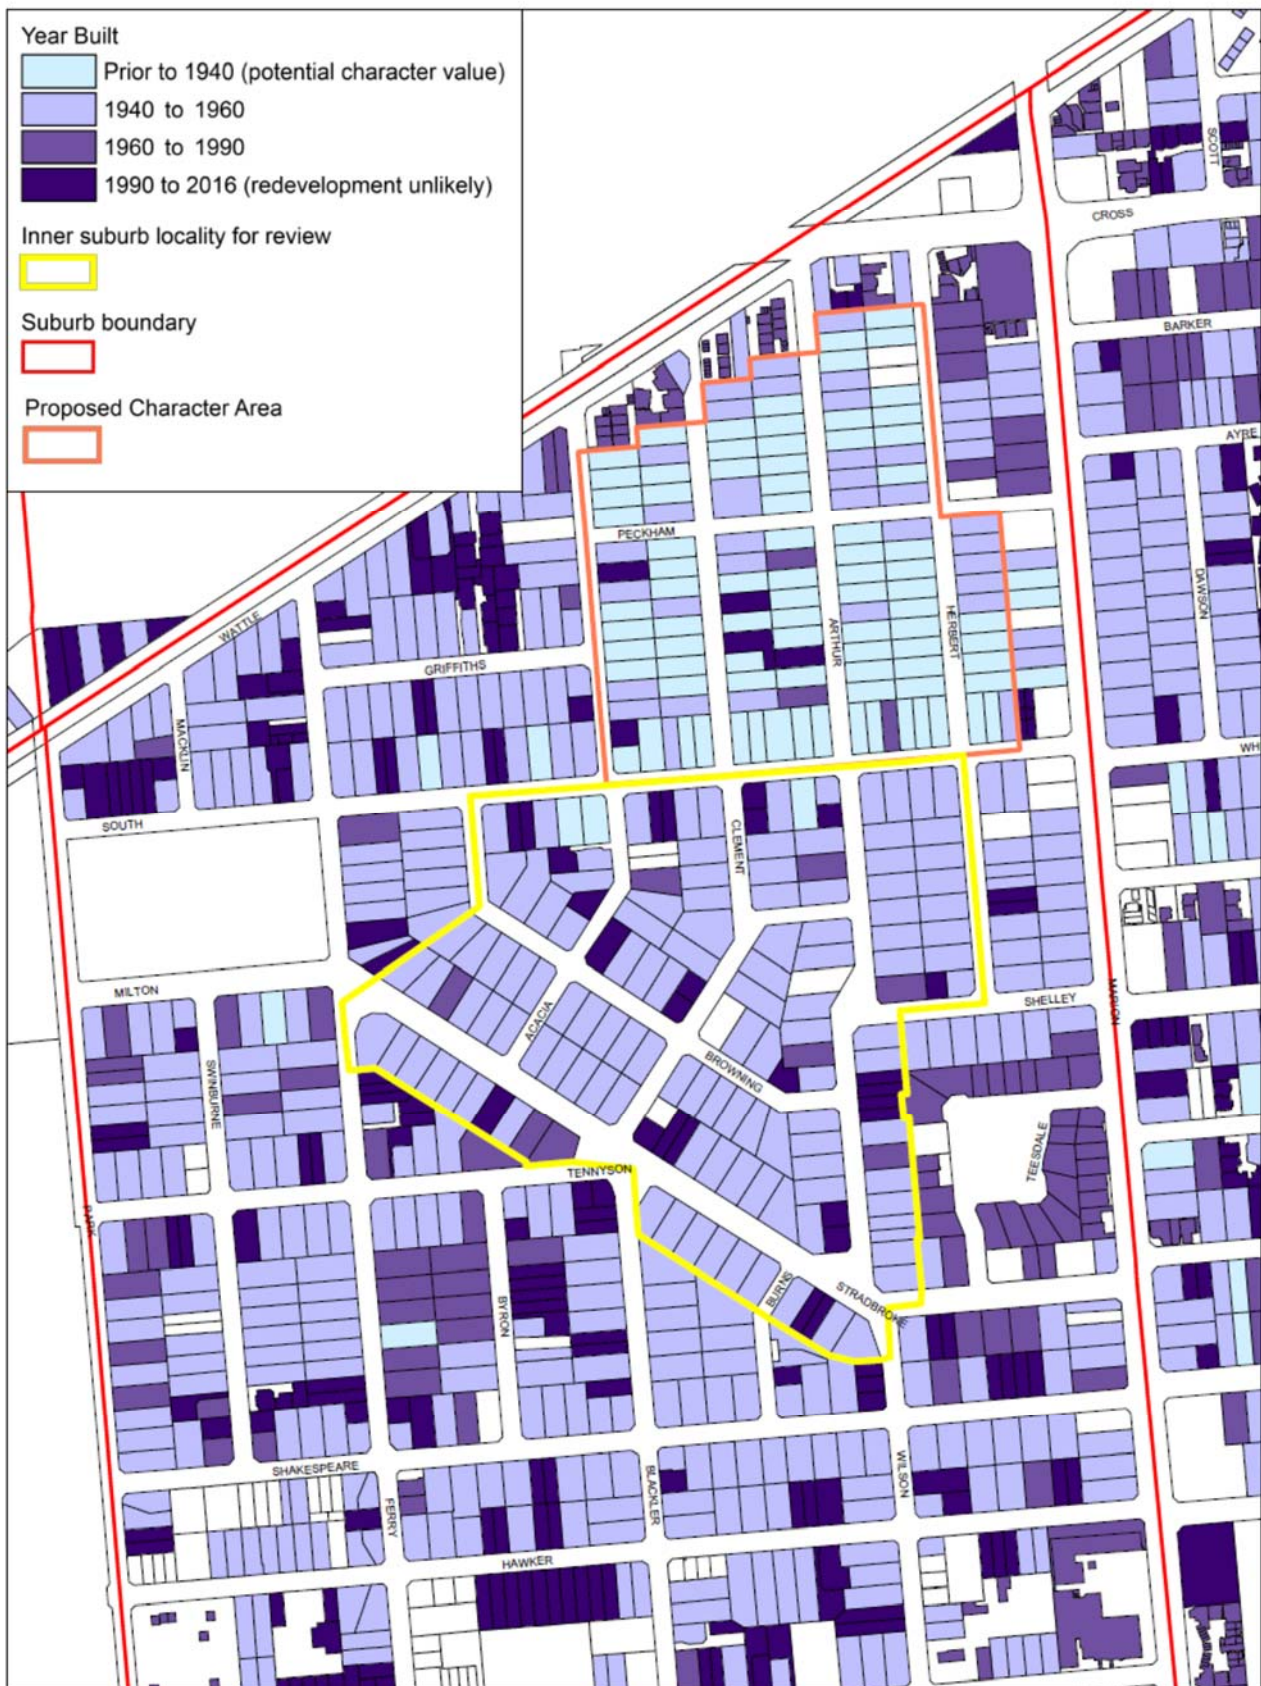 Year Built
Prior to 1940 (potential character value)
1940 to 1960
1960 to 1990
1990 to 2016 (redevelopment unlikely)
Inner suburb locality for review
Suburb boundary
Proposed Character Area
SCOTT
CROSS
BARKER
AYRE
PECKHAM
DAWSON
WATTLE
ARTHUR
HERBERT
GRIFFITHS
MACKLIN
WH
SOUTH
CLEMENT
MILTON
SHELLEY
MARION
ACACIA
SWINBURNE
BROWNING
TEESDALE
TENNYSON
PARK
BURNS
STRADBROKE
BYRON
SHAKESPEARE
WILSON
BLACKLER
FERRY
HAWKER